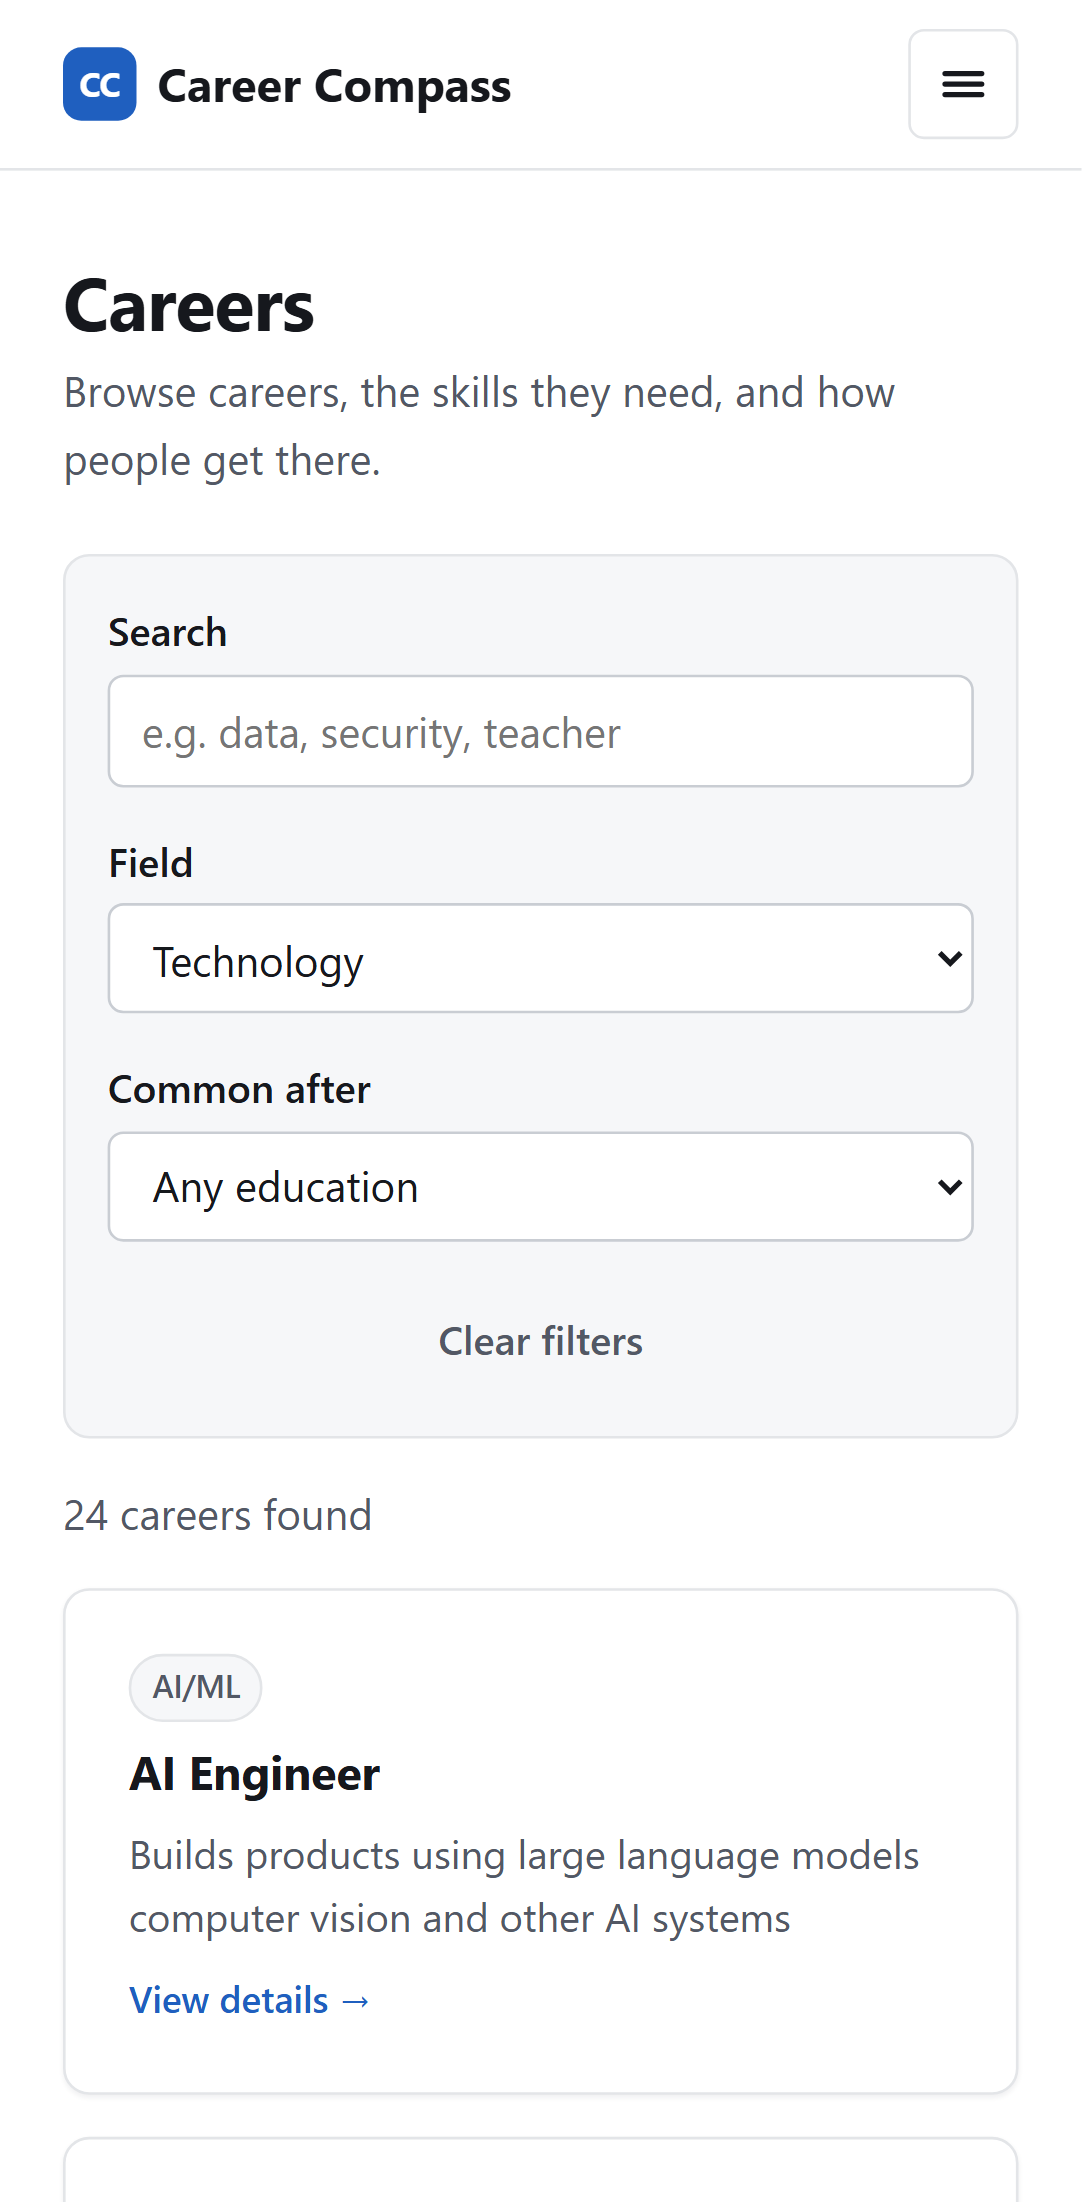 CC Career Compass
Careers
Browse careers, the skills they need, and how
people get there.
Search
e.g. data, security, teacher
Field
Technology
Common after
Any education
Clear filters
24 careers found
AI/ML
AI Engineer
Builds products using large language models
computer vision and other AI systems
View details →